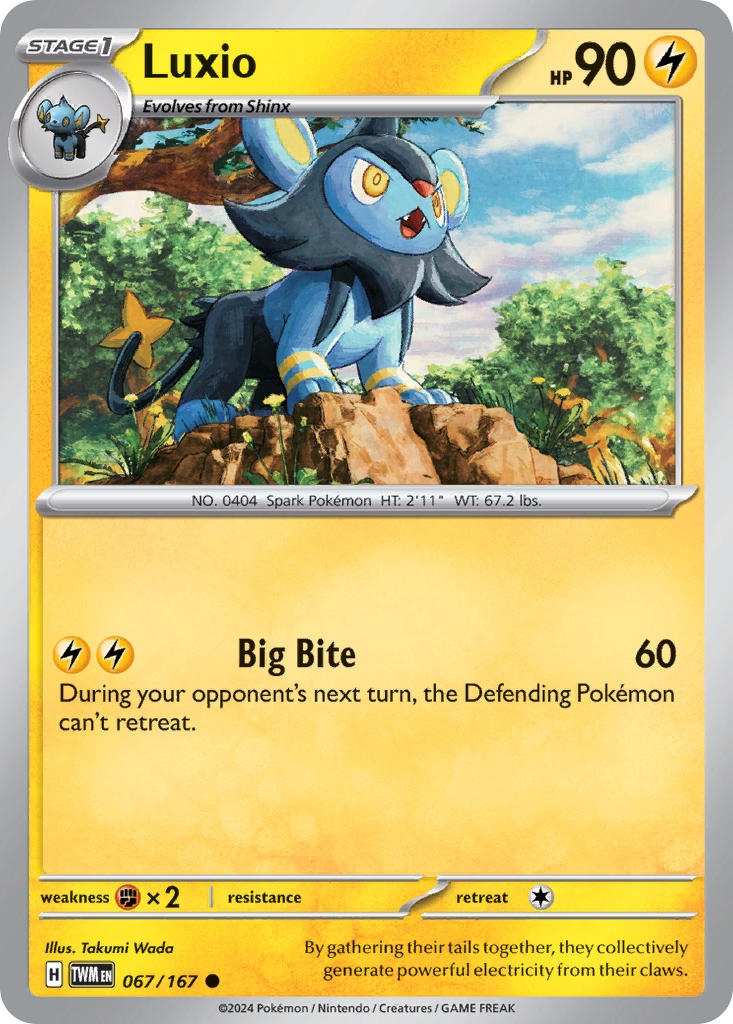 STAGE 1
Luxio
HP 90
Evolves from Shinx
NO. 0404 Spark Pokémon HT: 2'11" WT: 67.2 lbs.
Big Bite 60
During your opponent's next turn, the Defending Pokémon
can't retreat.
weakness ×2 resistance retreat
Illus. Takumi Wada
By gathering their tails together, they collectively
generate powerful electricity from their claws.
H TWM EN 067/167
©2024 Pokémon / Nintendo / Creatures / GAME FREAK